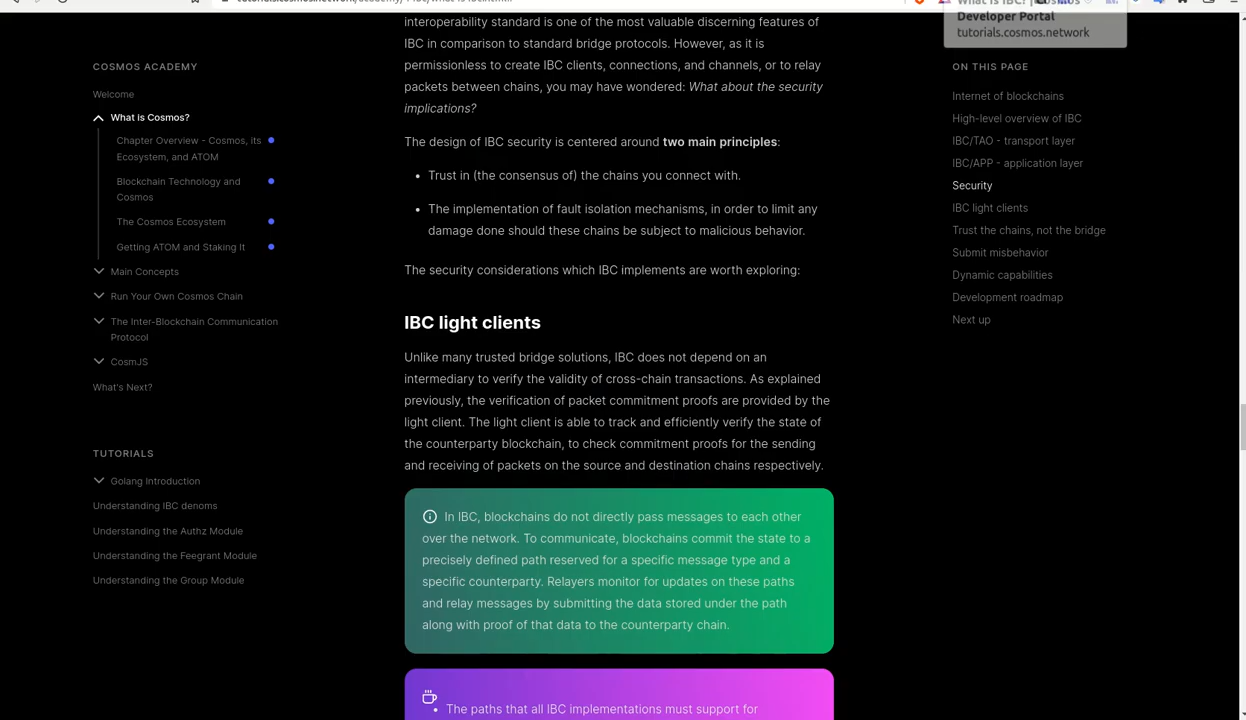 Developer Portal
tutorials.cosmos.network
COSMOS ACADEMY
Welcome
What is Cosmos?
Chapter Overview - Cosmos, its
Ecosystem, and ATOM
Blockchain Technology and
Cosmos
The Cosmos Ecosystem
Getting ATOM and Staking It
Main Concepts
Run Your Own Cosmos Chain
The Inter-Blockchain Communication
Protocol
CosmJS
What's Next?
TUTORIALS
Golang Introduction
Understanding IBC denoms
Understanding the Authz Module
Understanding the Feegrant Module
Understanding the Group Module
interoperability standard is one of the most valuable discerning features of
IBC in comparison to standard bridge protocols. However, as it is
permissionless to create IBC clients, connections, and channels, or to relay
packets between chains, you may have wondered: What about the security
implications?
The design of IBC security is centered around two main principles:
• Trust in (the consensus of) the chains you connect with.
• The implementation of fault isolation mechanisms, in order to limit any
damage done should these chains be subject to malicious behavior.
The security considerations which IBC implements are worth exploring:
IBC light clients
Unlike many trusted bridge solutions, IBC does not depend on an
intermediary to verify the validity of cross-chain transactions. As explained
previously, the verification of packet commitment proofs are provided by the
light client. The light client is able to track and efficiently verify the state of
the counterparty blockchain, to check commitment proofs for the sending
and receiving of packets on the source and destination chains respectively.
In IBC, blockchains do not directly pass messages to each other
over the network. To communicate, blockchains commit the state to a
precisely defined path reserved for a specific message type and a
specific counterparty. Relayers monitor for updates on these paths
and relay messages by submitting the data stored under the path
along with proof of that data to the counterparty chain.
• The paths that all IBC implementations must support for
ON THIS PAGE
Internet of blockchains
High-level overview of IBC
IBC/TAO - transport layer
IBC/APP - application layer
Security
IBC light clients
Trust the chains, not the bridge
Submit misbehavior
Dynamic capabilities
Development roadmap
Next up